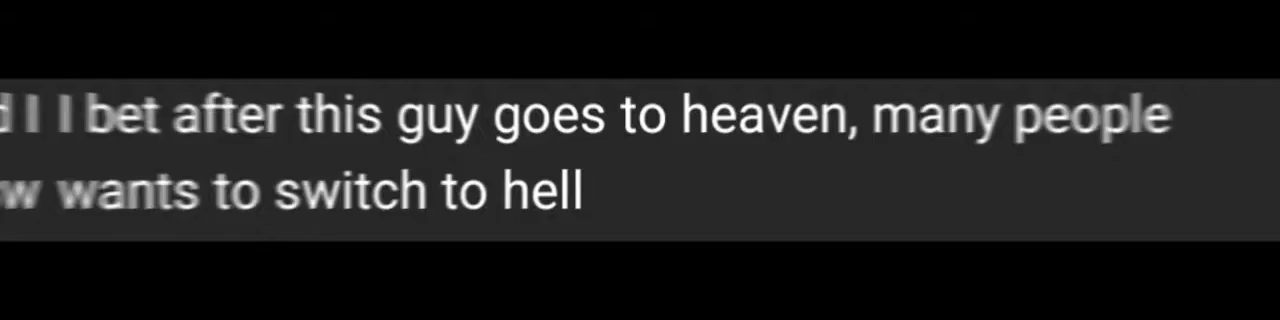 I I bet after this guy goes to heaven, many people
wants to switch to hell